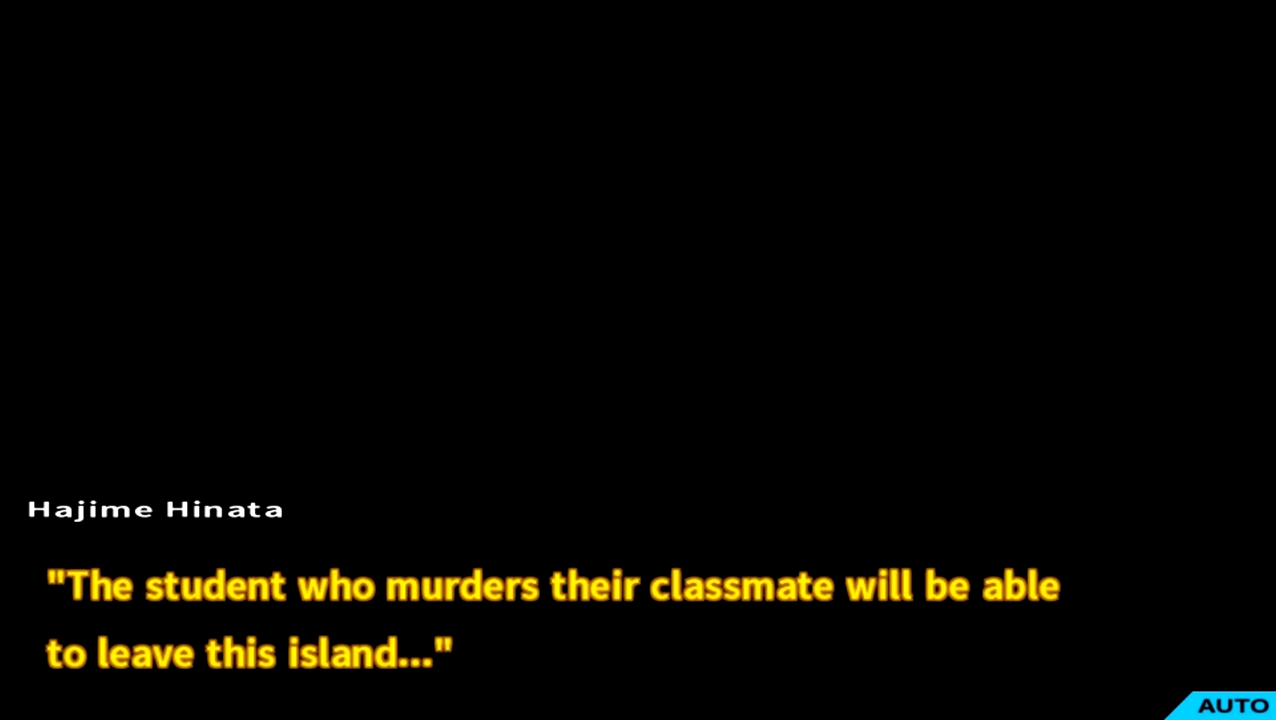 Hajime Hinata
"The student who murders their classmate will be able
to leave this island..."
AUTO